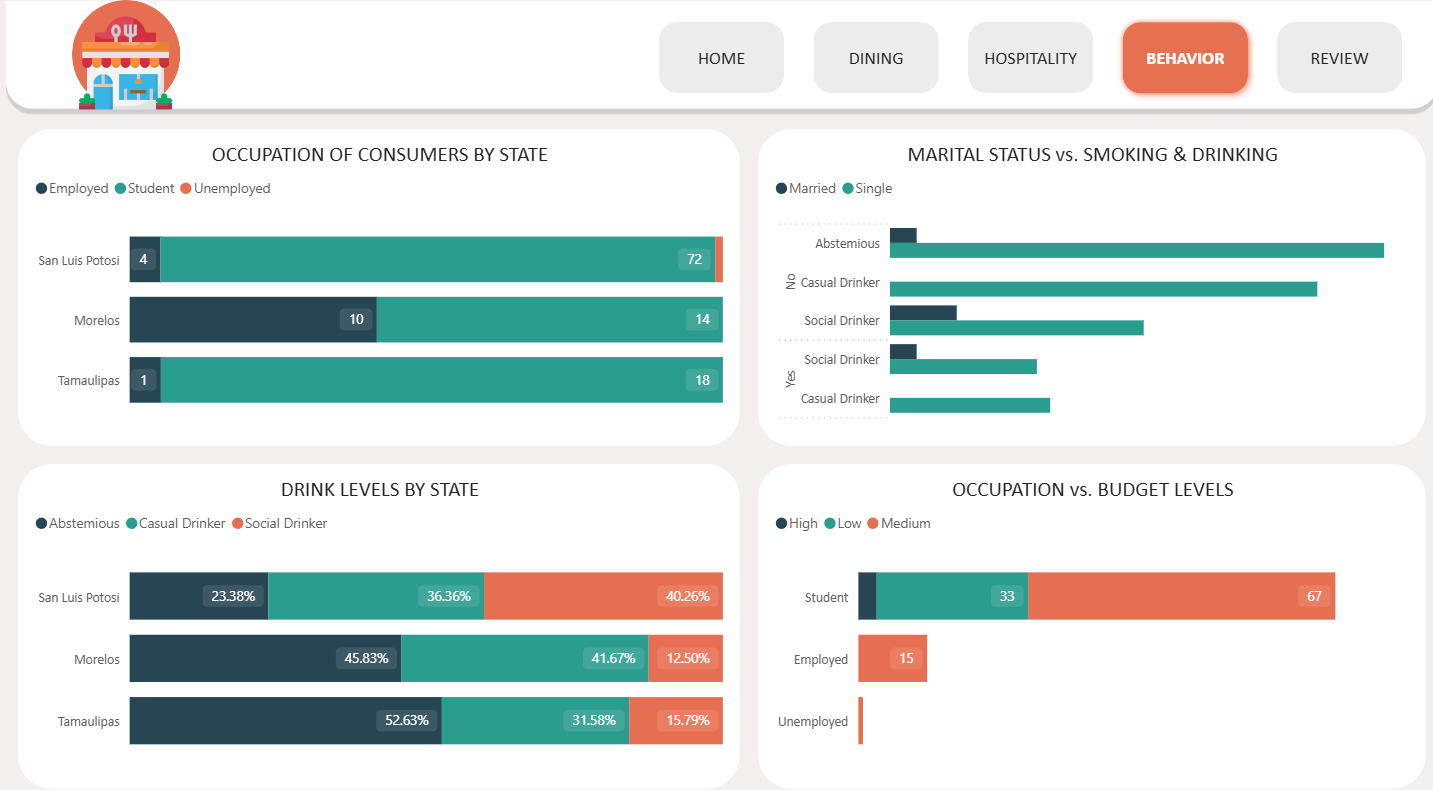 HOME
DINING
HOSPITALITY
BEHAVIOR
REVIEW
OCCUPATION OF CONSUMERS BY STATE
Employed Student Unemployed
San Luis Potosi 4 72
Morelos 10 14
Tamaulipas 1 18
MARITAL STATUS vs. SMOKING & DRINKING
Married Single
No
Abstemious
Casual Drinker
Social Drinker
Yes
Social Drinker
Casual Drinker
DRINK LEVELS BY STATE
Abstemious Casual Drinker Social Drinker
San Luis Potosi 23.38% 36.36% 40.26%
Morelos 45.83% 41.67% 12.50%
Tamaulipas 52.63% 31.58% 15.79%
OCCUPATION vs. BUDGET LEVELS
High Low Medium
Student 33 67
Employed 15
Unemployed